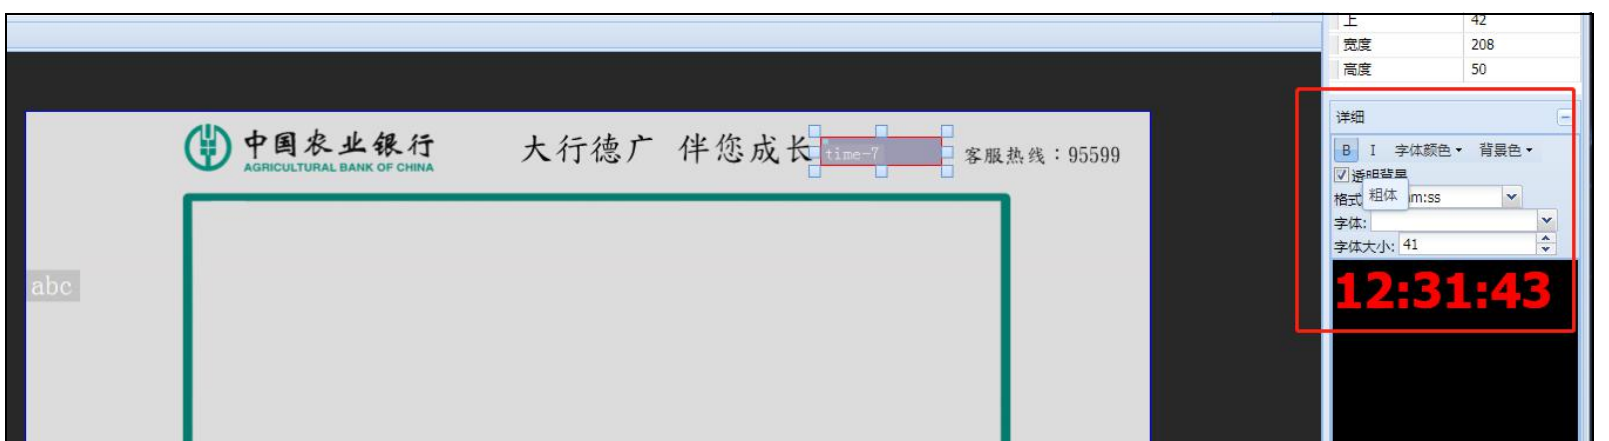 上 42
宽度 208
高度 50
详细
中国农业银行
AGRICULTURAL BANK OF CHINA
大行德广 伴您成长
time-7
客服热线：95599
B I 字体颜色 背景色
透明背景
粗体
格式 m:ss
字体:
字体大小: 41
abc
12:31:43